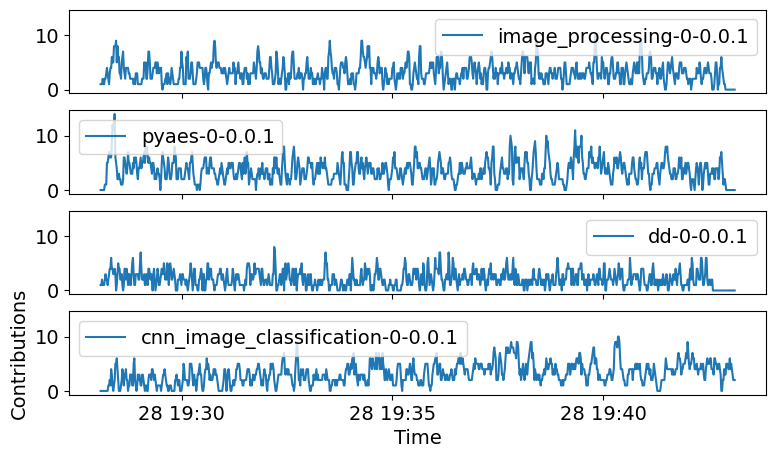 10
0
image_processing-0-0.0.1
10
0
pyaes-0-0.0.1
10
0
dd-0-0.0.1
10
0
cnn_image_classification-0-0.0.1
Contributions
28 19:30 28 19:35 28 19:40
Time